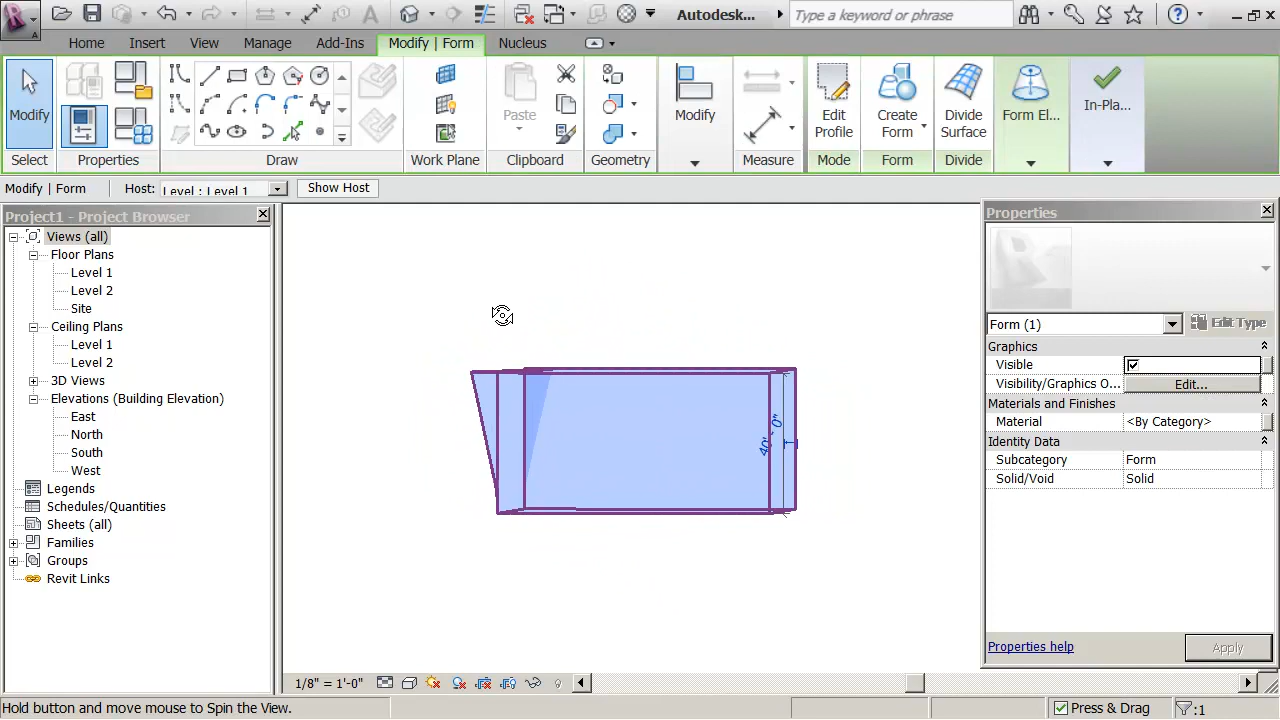 Autodesk...
Type a keyword or phrase
Home Insert View Manage Add-Ins Modify | Form Nucleus
Modify
Paste
Modify
Edit Profile
Create Form
Divide Surface
Form El...
In-Pla...
Select Properties Draw Work Plane Clipboard Geometry Measure Mode Form Divide
Modify | Form Host: Level : Level 1 Show Host
Project1 - Project Browser
Views (all)
Floor Plans
Level 1
Level 2
Site
Ceiling Plans
Level 1
Level 2
3D Views
Elevations (Building Elevation)
East
North
South
West
Legends
Schedules/Quantities
Sheets (all)
Families
Groups
Revit Links
40' - 0"
Properties
Form (1) Edit Type
Graphics
Visible
Visibility/Graphics O... Edit...
Materials and Finishes
Material <By Category>
Identity Data
Subcategory Form
Solid/Void Solid
Properties help Apply
1/8" = 1'-0"
Hold button and move mouse to Spin the View. Press & Drag :1